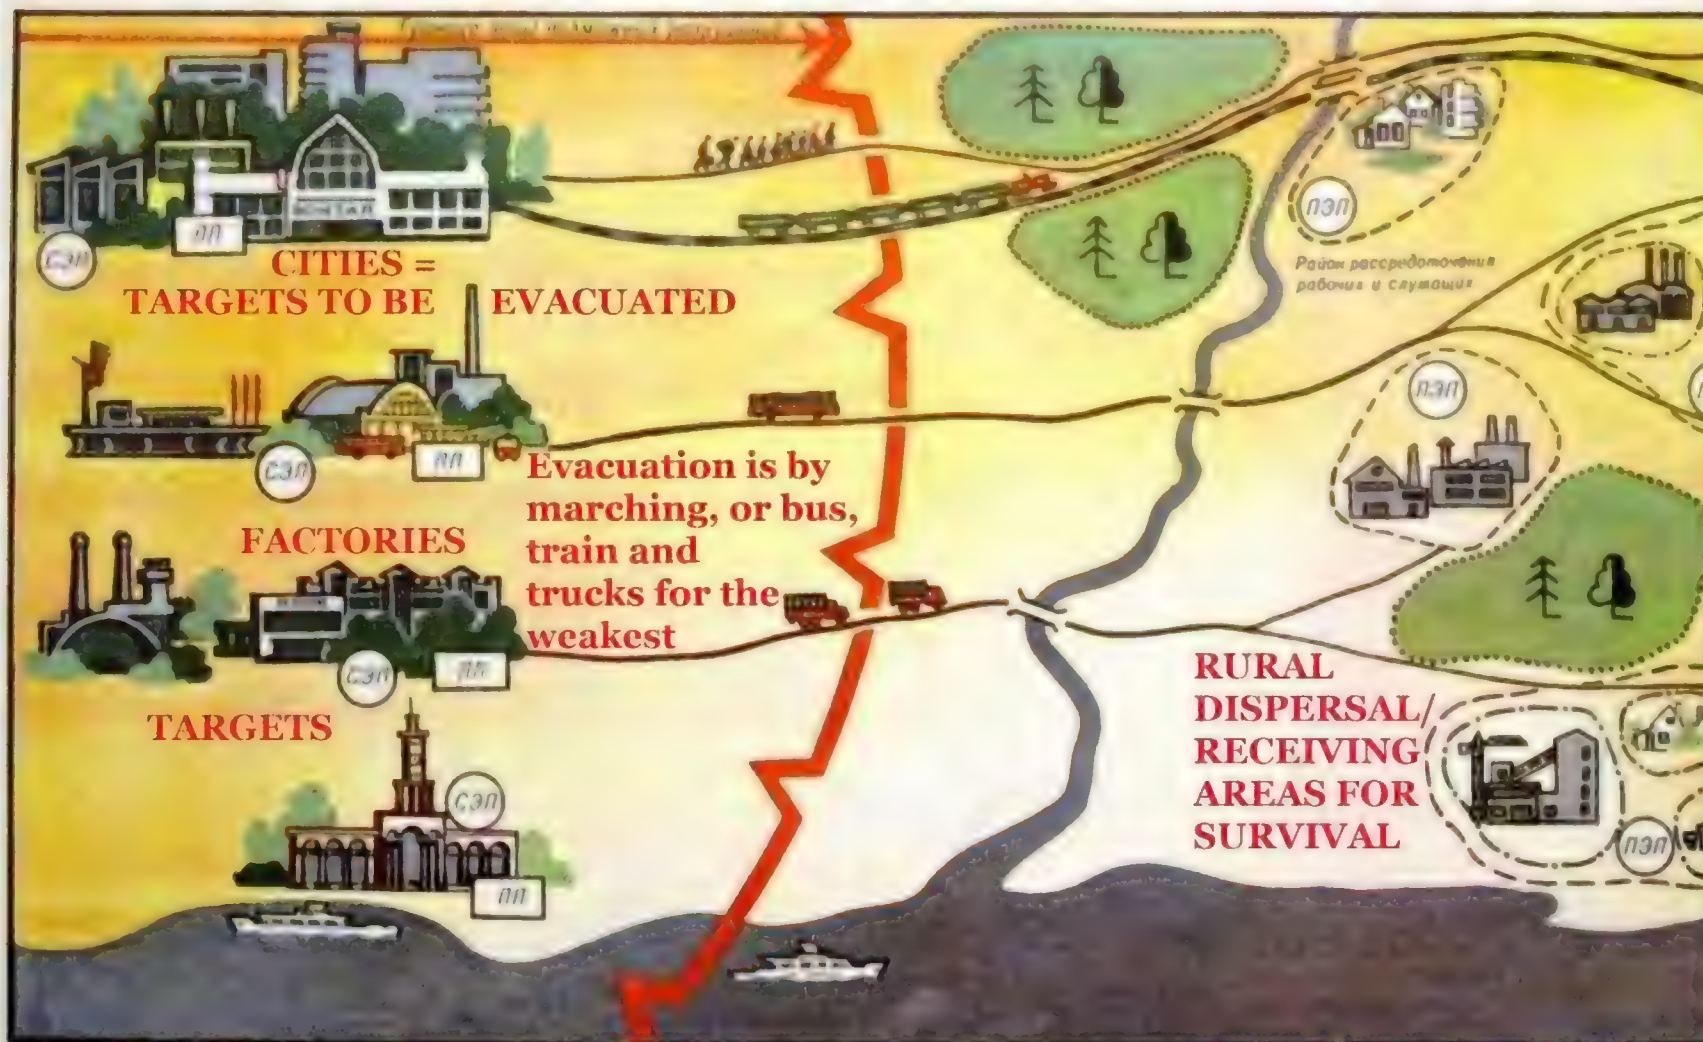 СЭП
ПП
ВОКЗАЛ
ПЭП
CITIES =
TARGETS TO BE EVACUATED
Район рассредоточения
рабочих и служащих
ПЭП
СЭП
ПП
Evacuation is by
marching, or bus,
train and
trucks for the
weakest
FACTORIES
СЭП
ПП
TARGETS
RURAL
DISPERSAL/
RECEIVING
AREAS FOR
SURVIVAL
СЭП
ПП
ПЭП